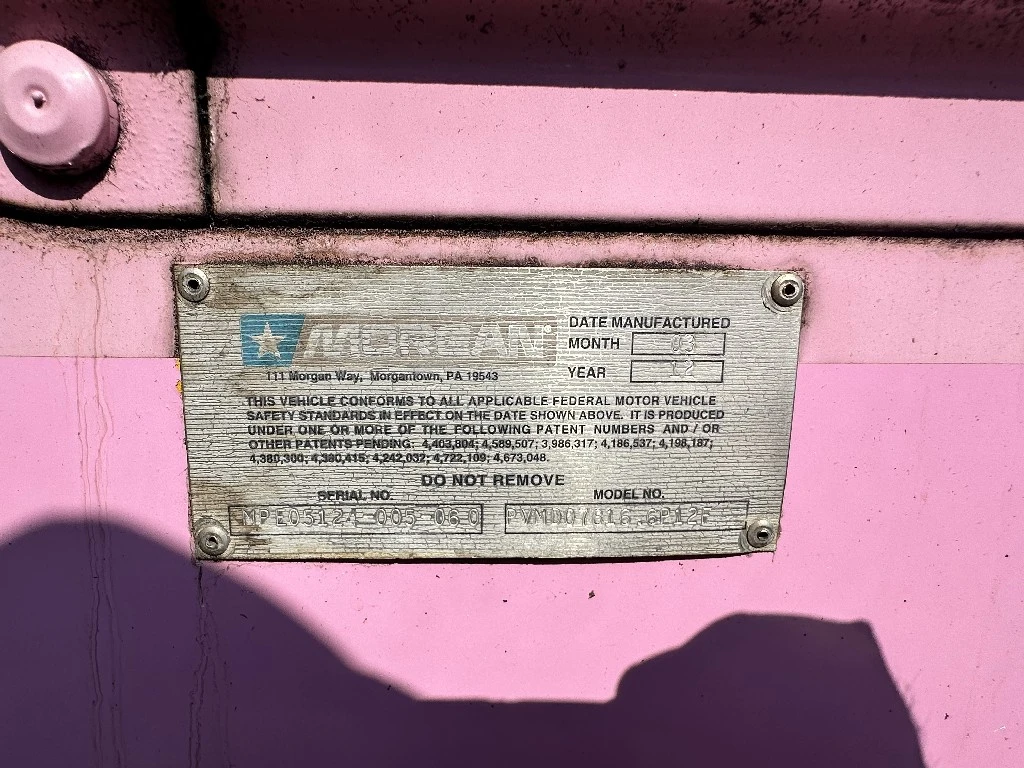 MORGAN
DATE MANUFACTURED
MONTH 03
YEAR 12
111 Morgan Way, Morgantown, PA 19543
THIS VEHICLE CONFORMS TO ALL APPLICABLE FEDERAL MOTOR VEHICLE
SAFETY STANDARDS IN EFFECT ON THE DATE SHOWN ABOVE. IT IS PRODUCED
UNDER ONE OR MORE OF THE FOLLOWING PATENT NUMBERS AND / OR
OTHER PATENTS PENDING: 4,403,804; 4,589,507; 3,986,317; 4,186,537; 4,198,187;
4,380,300; 4,380,415; 4,242,032; 4,722,109; 4,673,048.
DO NOT REMOVE
SERIAL NO. MODEL NO.
MPE05124-005-060